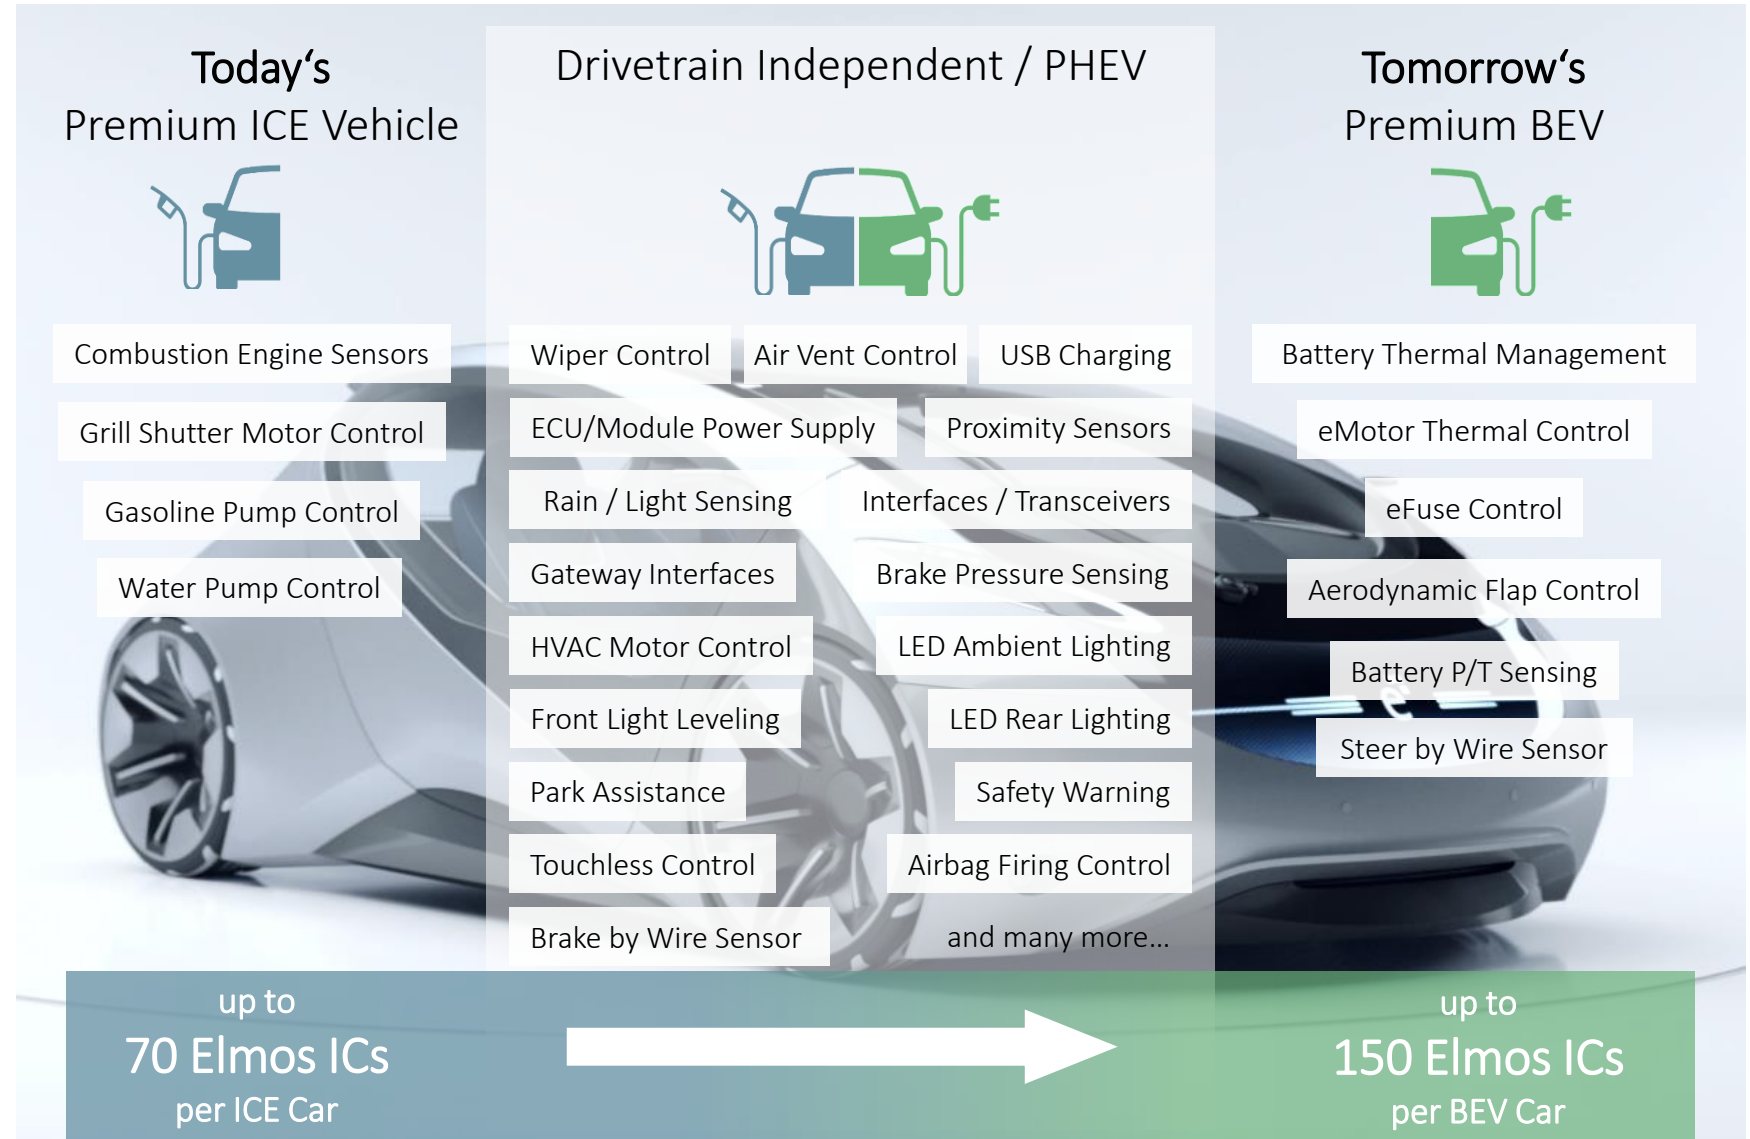 Today‘s
Premium ICE Vehicle
Drivetrain Independent / PHEV
Tomorrow‘s
Premium BEV
Combustion Engine Sensors
Grill Shutter Motor Control
Gasoline Pump Control
Water Pump Control
Wiper Control
Air Vent Control
USB Charging
ECU/Module Power Supply
Proximity Sensors
Rain / Light Sensing
Interfaces / Transceivers
Gateway Interfaces
Brake Pressure Sensing
HVAC Motor Control
LED Ambient Lighting
Front Light Leveling
LED Rear Lighting
Park Assistance
Safety Warning
Touchless Control
Airbag Firing Control
Brake by Wire Sensor
and many more...
Battery Thermal Management
eMotor Thermal Control
eFuse Control
Aerodynamic Flap Control
Battery P/T Sensing
e
Steer by Wire Sensor
up to
70 Elmos ICs
per ICE Car
up to
150 Elmos ICs
per BEV Car